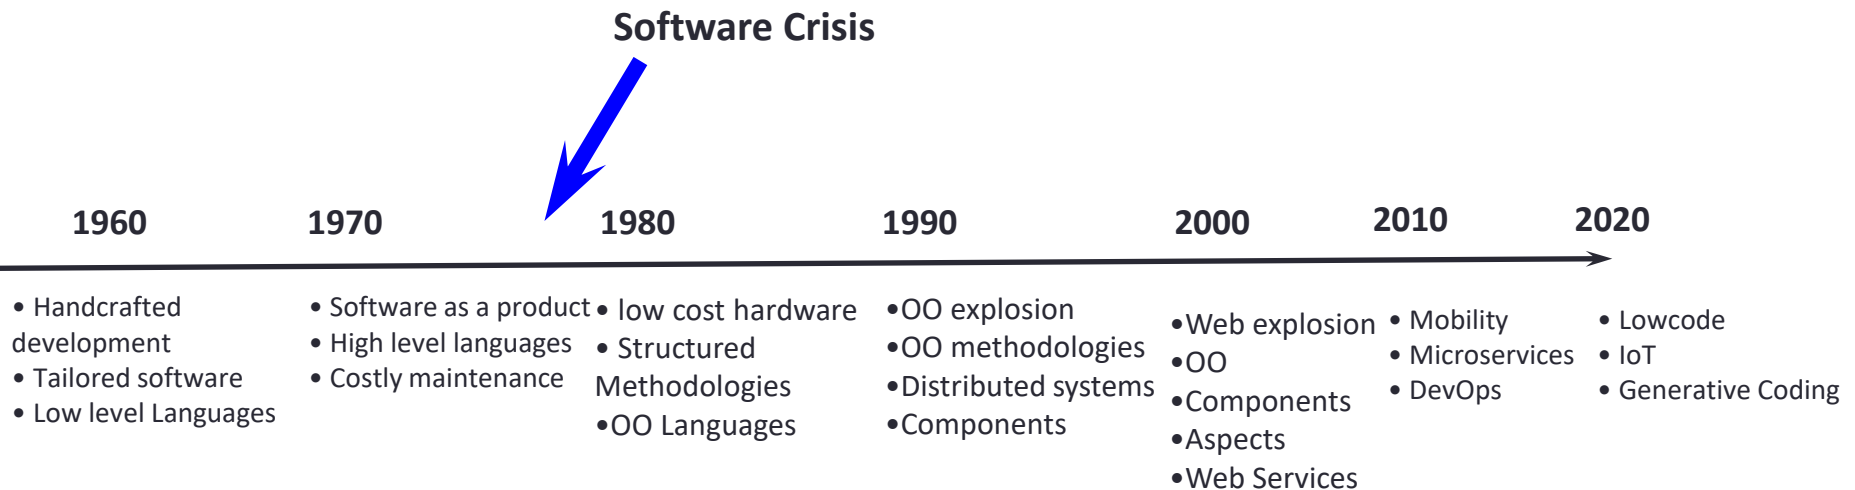 Software Crisis
1960 1970 1980 1990 2000 2010 2020
• Handcrafted
development
• Tailored software
• Low level Languages
• Software as a product
• High level languages
• Costly maintenance
• low cost hardware
• Structured
Methodologies
•OO Languages
•OO explosion
•OO methodologies
•Distributed systems
•Components
•Web explosion
•OO
•Components
•Aspects
•Web Services
• Mobility
• Microservices
• DevOps
• Lowcode
• IoT
• Generative Coding